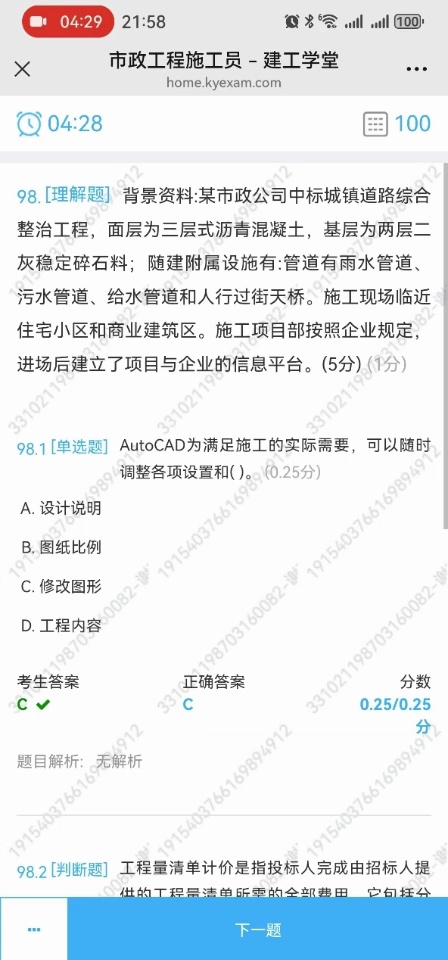 04:29 21:58 100
市政工程施工员 - 建工学堂
home.kyexam.com
04:28 100
98. [理解题] 背景资料:某市政公司中标城镇道路综合
整治工程，面层为三层式沥青混凝土，基层为两层二
灰稳定碎石料；随建附属设施有:管道有雨水管道、
污水管道、给水管道和人行过街天桥。施工现场临近
住宅小区和商业建筑区。施工项目部按照企业规定，
进场后建立了项目与企业的信息平台。(5分) (1分)
98.1 [单选题] AutoCAD为满足施工的实际需要，可以随时
调整各项设置和( )。 (0.25分)
A. 设计说明
B. 图纸比例
C. 修改图形
D. 工程内容
考生答案 正确答案 分数
C C 0.25/0.25
分
题目解析: 无解析
98.2 [判断题] 工程量清单计价是指投标人完成由招标人提
供的工程量清单所需的全部费用，它包括分
下一题